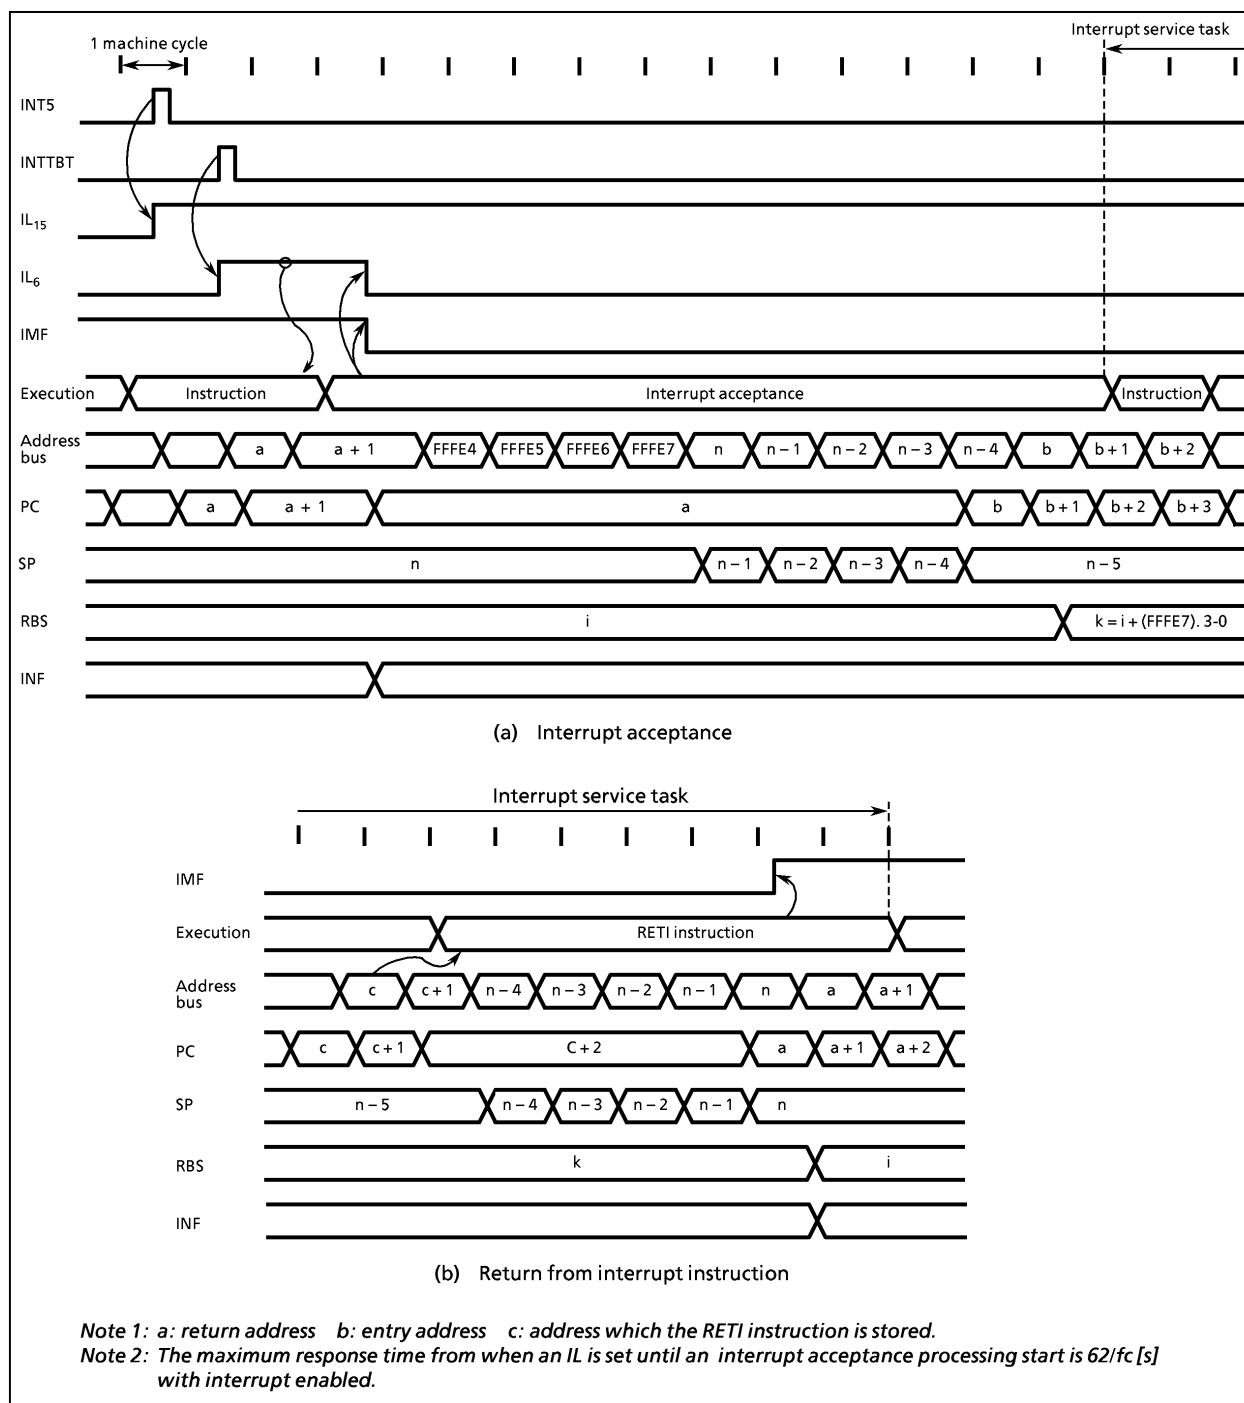 Interrupt service task
1 machine cycle
INT5
INTTBT
IL15
IL6
IMF
Execution Instruction Interrupt acceptance Instruction
Address bus a a + 1 FFFE4 FFFE5 FFFE6 FFFE7 n n – 1 n – 2 n – 3 n – 4 b b + 1 b + 2
PC a a + 1 a b b + 1 b + 2 b + 3
SP n n – 1 n – 2 n – 3 n – 4 n – 5
RBS i k = i + (FFFE7). 3-0
INF
(a) Interrupt acceptance
Interrupt service task
IMF
Execution RETI instruction
Address bus c c + 1 n – 4 n – 3 n – 2 n – 1 n a a + 1
PC c c + 1 C + 2 a a + 1 a + 2
SP n – 5 n – 4 n – 3 n – 2 n – 1 n
RBS k i
INF
(b) Return from interrupt instruction
Note 1: a: return address b: entry address c: address which the RETI instruction is stored.
Note 2: The maximum response time from when an IL is set until an interrupt acceptance processing start is 62/fc [s]
with interrupt enabled.